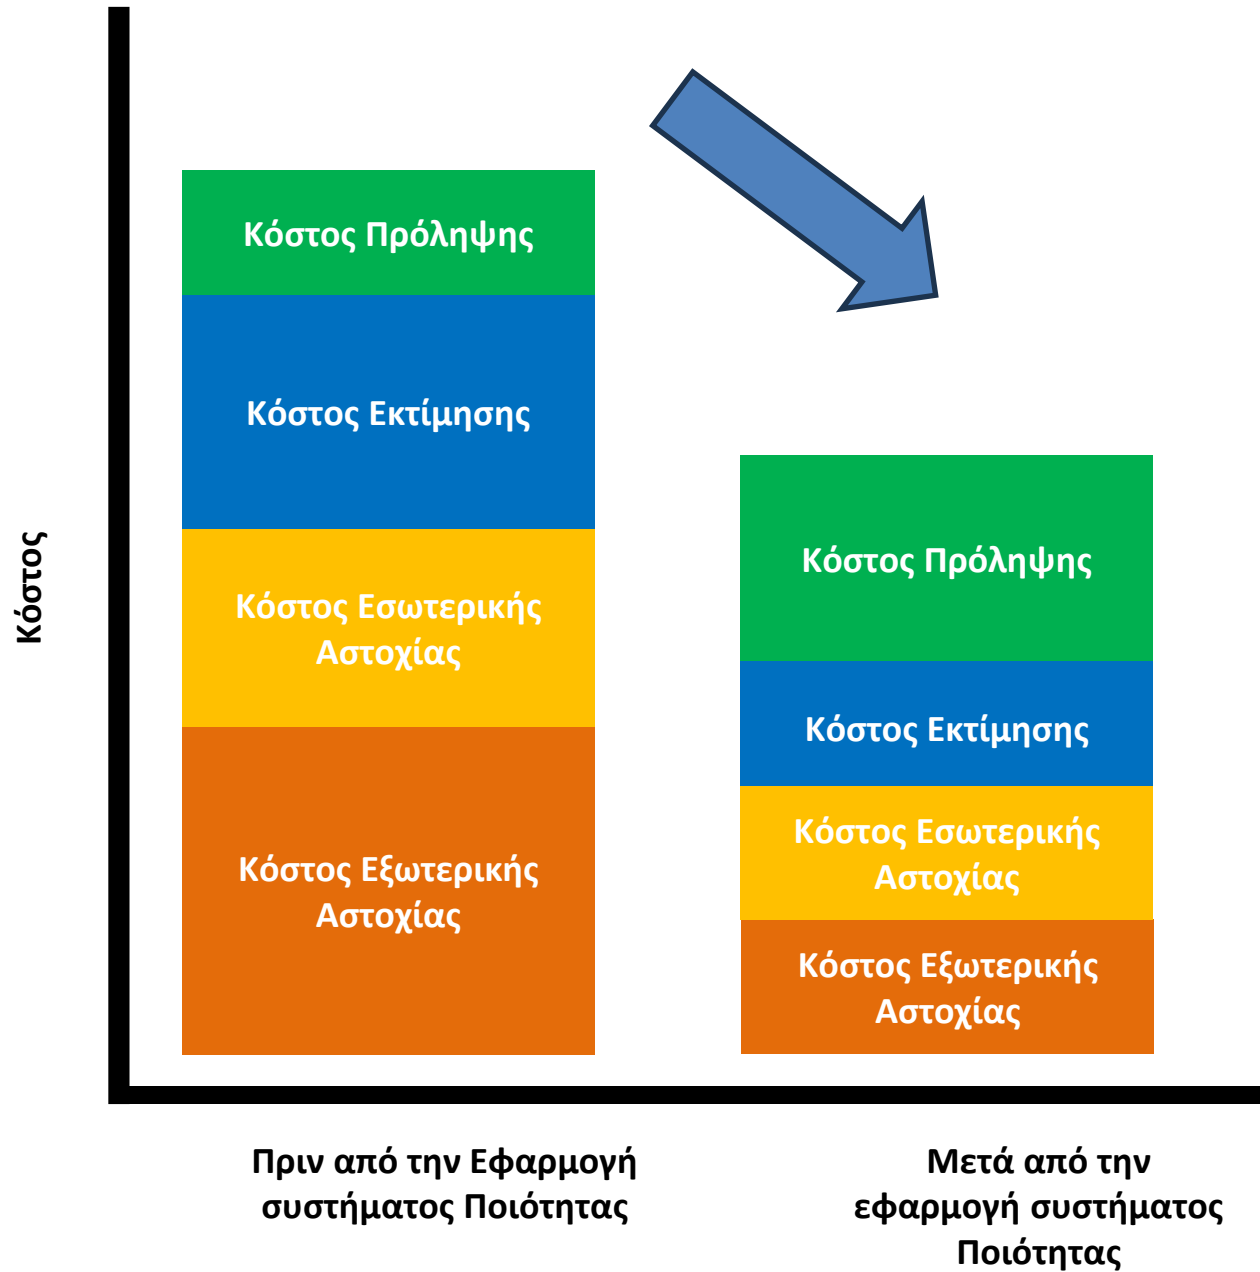 Κόστος
Κόστος Πρόληψης
Κόστος Εκτίμησης
Κόστος Εσωτερικής
Αστοχίας
Κόστος Εξωτερικής
Αστοχίας
Κόστος Πρόληψης
Κόστος Εκτίμησης
Κόστος Εσωτερικής
Αστοχίας
Κόστος Εξωτερικής
Αστοχίας
Πριν από την Εφαρμογή
συστήματος Ποιότητας
Μετά από την
εφαρμογή συστήματος
Ποιότητας